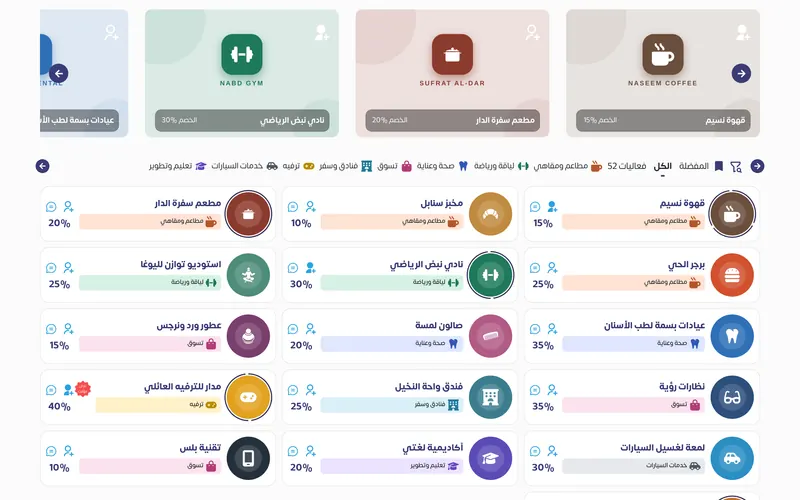 NASEEM COFFEE
قهوة نسيم
الخصم 15%
SUFRAT AL-DAR
مطعم سفرة الدار
الخصم 20%
NABD GYM
نادي نبض الرياضي
الخصم 30%
ENTAL
عيادات بسمة لطب الأس
المفضلة
الكل
فعاليات 52
مطاعم ومقاهي
لياقة ورياضة
صحة وعناية
تسوق
فنادق وسفر
ترفيه
خدمات السيارات
تعليم وتطوير
قهوة نسيم
مطاعم ومقاهي
15%
مخبز سنابل
مطاعم ومقاهي
10%
مطعم سفرة الدار
مطاعم ومقاهي
20%
برجر الحي
مطاعم ومقاهي
25%
نادي نبض الرياضي
لياقة ورياضة
30%
استوديو توازن لليوغا
لياقة ورياضة
25%
عيادات بسمة لطب الأسنان
صحة وعناية
35%
صالون لمسة
صحة وعناية
20%
عطور ورد ونرجس
تسوق
15%
نظارات رؤية
تسوق
35%
فندق واحة النخيل
فنادق وسفر
25%
مدار للترفيه العائلي
ترفيه
40%
لمعة لغسيل السيارات
خدمات السيارات
30%
أكاديمية لغتي
تعليم وتطوير
20%
تقنية بلس
تسوق
10%